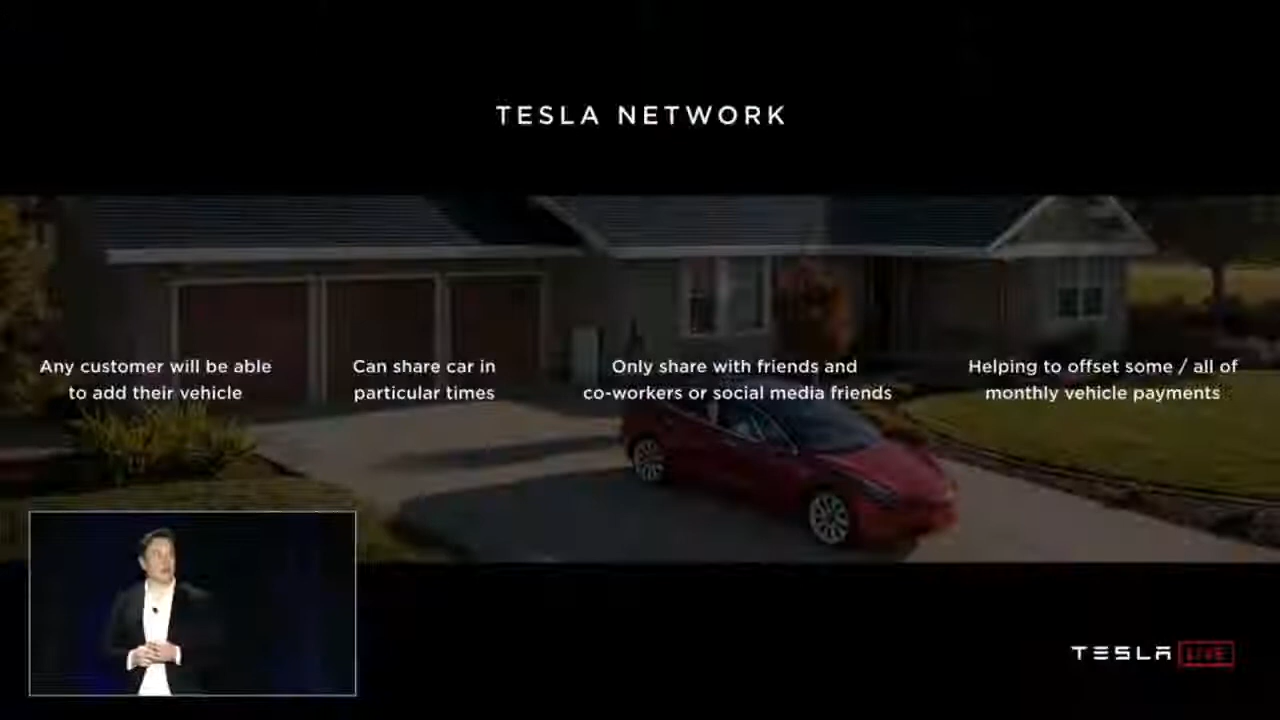 TESLA NETWORK
Any customer will be able
to add their vehicle
Can share car in
particular times
Only share with friends and
co-workers or social media friends
Helping to offset some / all of
monthly vehicle payments
TESLA LIVE